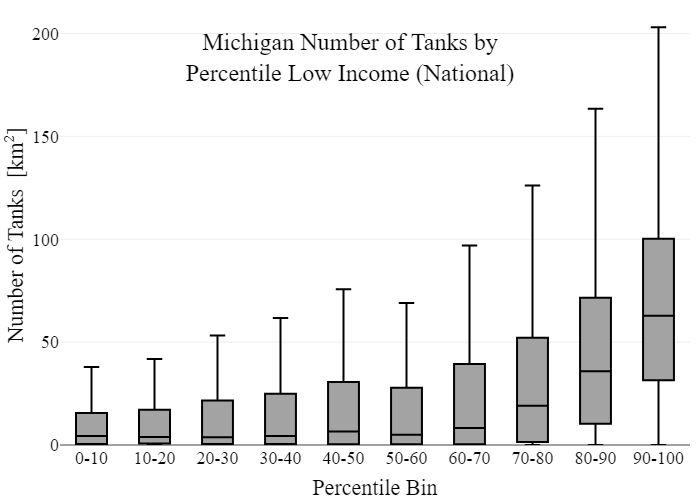 Michigan Number of Tanks by
Percentile Low Income (National)
Number of Tanks [km²]
200
150
100
50
0
0-10 10-20 20-30 30-40 40-50 50-60 60-70 70-80 80-90 90-100
Percentile Bin